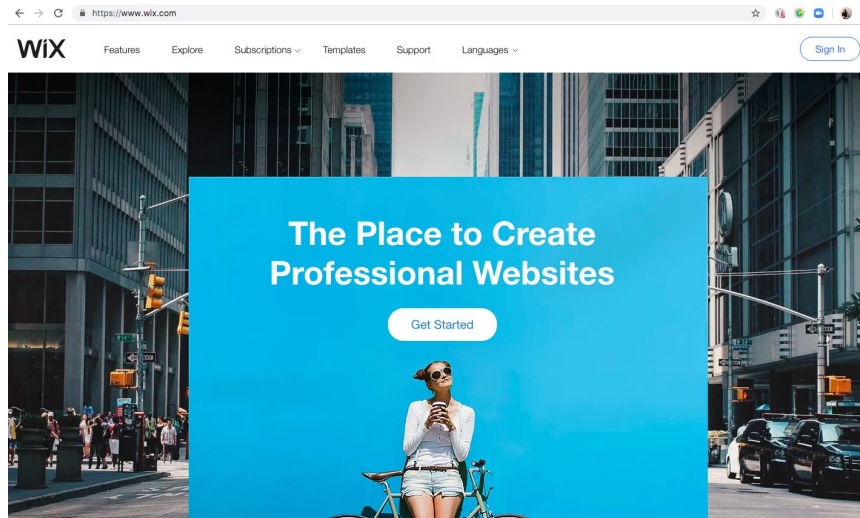 https://www.wix.com
WiX
Features
Explore
Subscriptions
Templates
Support
Languages
Sign In
The Place to Create
Professional Websites
Get Started